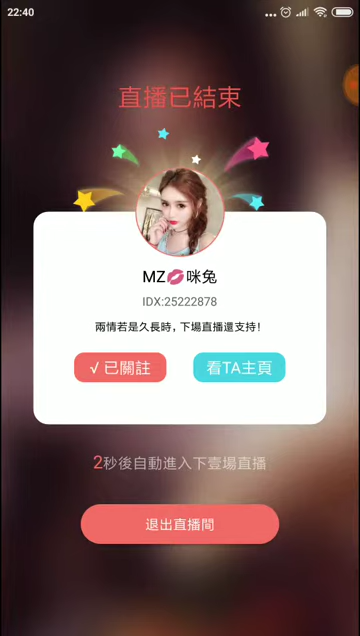 22:40
直播已結束
MZ💋咪兔
IDX:25222878
兩情若是久長時，下場直播還支持！
√ 已關註
看TA主頁
2秒後自動進入下壹場直播
退出直播間